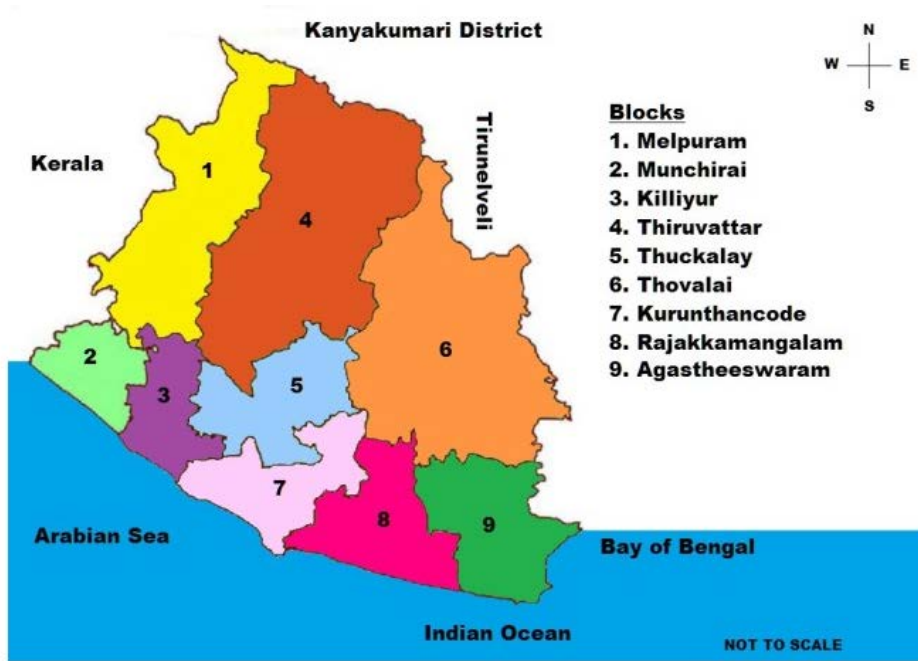 Kanyakumari District
N
W E
S
Kerala
Tirunelveli
Blocks
1. Melpuram
2. Munchirai
3. Killiyur
4. Thiruvattar
5. Thuckalay
6. Thovalai
7. Kurunthancode
8. Rajakkamangalam
9. Agastheeswaram
1
4
2
3
5
6
7
8
9
Arabian Sea
Bay of Bengal
Indian Ocean
NOT TO SCALE